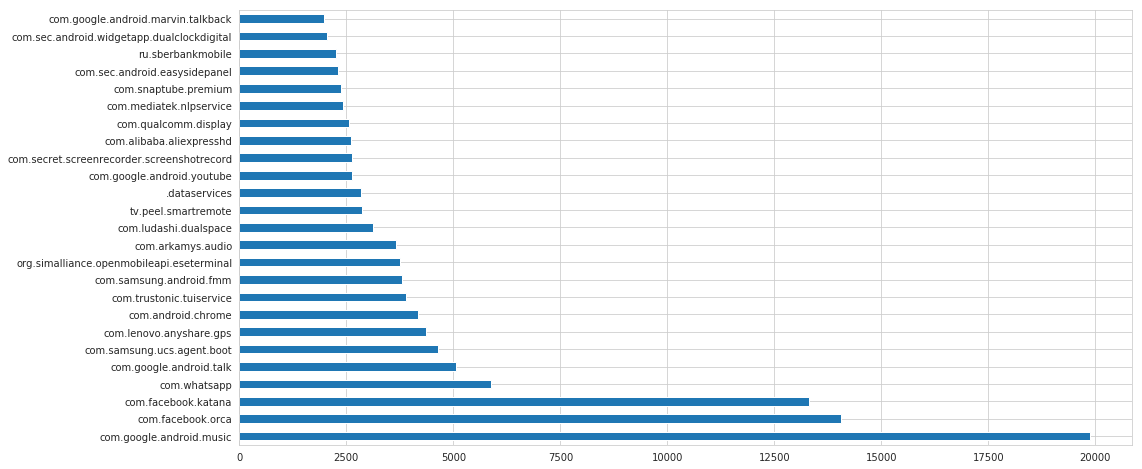 com.google.android.marvin.talkback
com.sec.android.widgetapp.dualclockdigital
ru.sberbankmobile
com.sec.android.easysidepanel
com.snaptube.premium
com.mediatek.nlpservice
com.qualcomm.display
com.alibaba.aliexpresshd
com.secret.screenrecorder.screenshotrecord
com.google.android.youtube
.dataservices
tv.peel.smartremote
com.ludashi.dualspace
com.arkamys.audio
org.simalliance.openmobileapi.eseterminal
com.samsung.android.fmm
com.trustonic.tuiservice
com.android.chrome
com.lenovo.anyshare.gps
com.samsung.ucs.agent.boot
com.google.android.talk
com.whatsapp
com.facebook.katana
com.facebook.orca
com.google.android.music
0 2500 5000 7500 10000 12500 15000 17500 20000